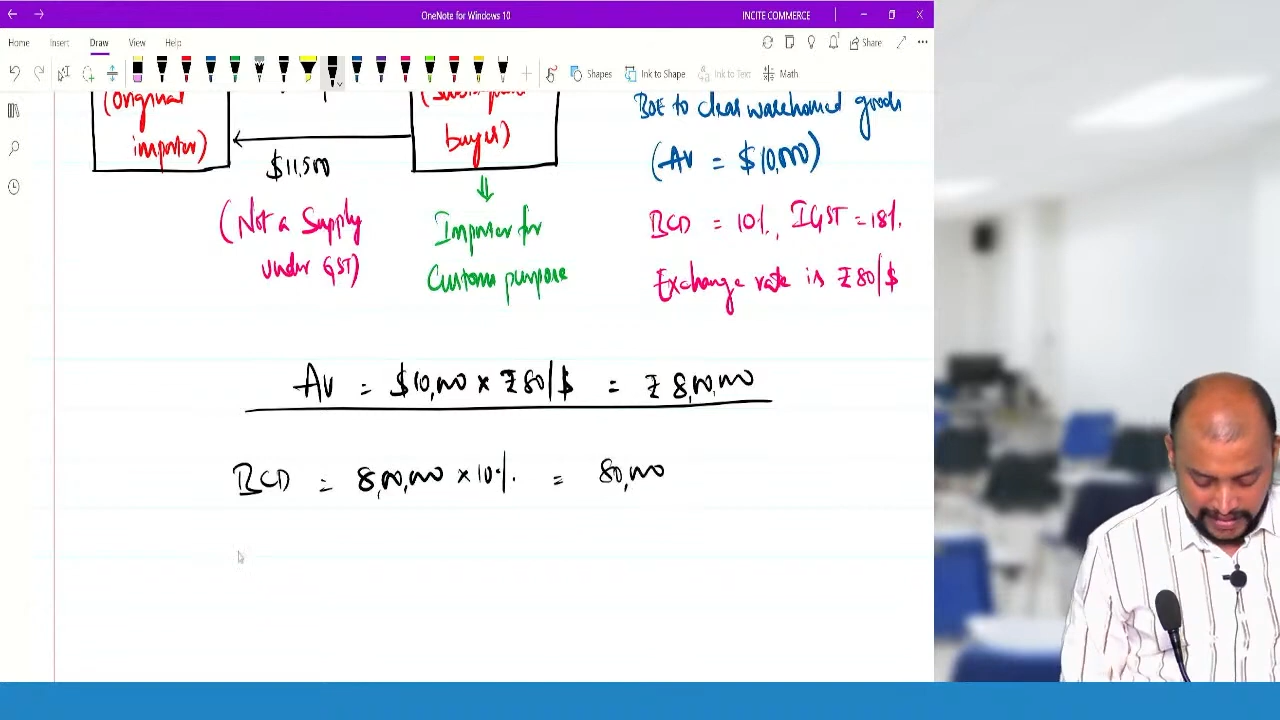 OneNote for Windows 10
INCITE COMMERCE
Home Insert Draw View Help
Share
Shapes Ink to Shape Ink to Text Math
(original
importer)
buyer)
$11,500
(Not a Supply
under GST)
Importer for
Custom purpose
BOE to clear warehoused goods
(AV = $10,000)
BCD = 10%, IGST = 18%.
Exchange rate is ₹80/$
AV = $10,000 × ₹80/$ = ₹8,00,000
BCD = 8,00,000 × 10%. = 80,000